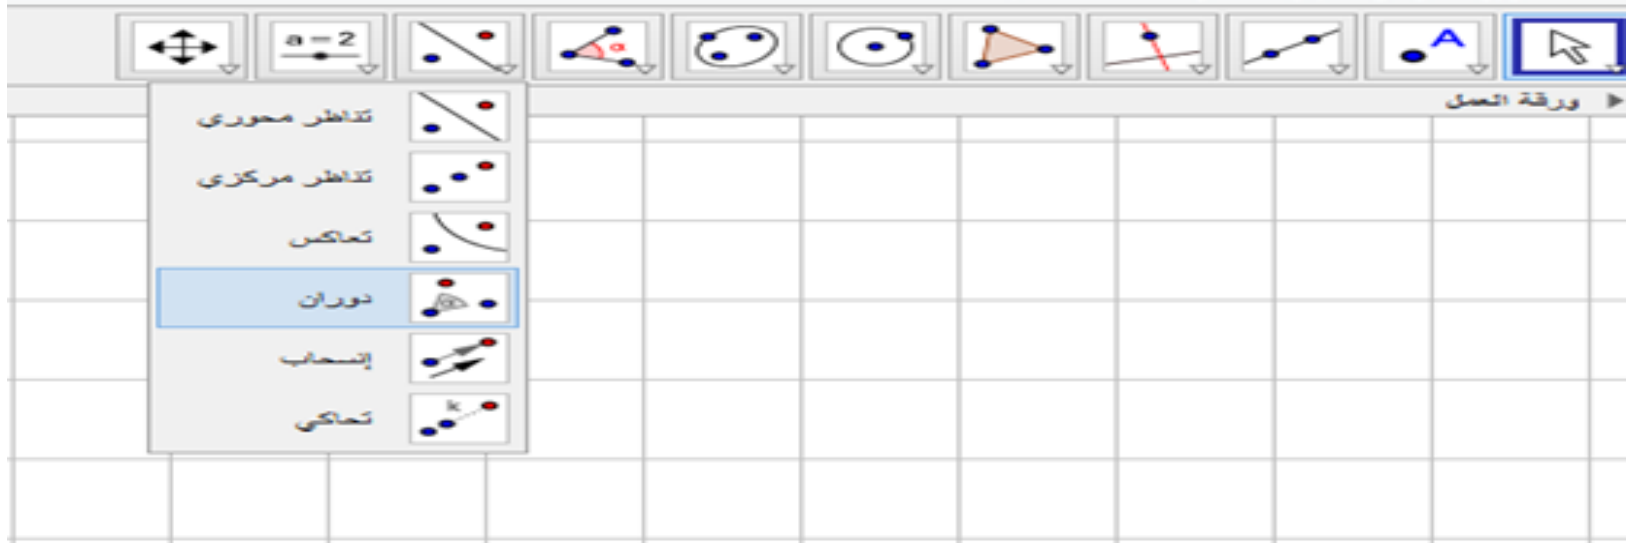 a = 2
α
A
ورقة العمل
تناظر محوري
تناظر مركزي
تعاكس
دوران
α
إنسحاب
تحاكي
k